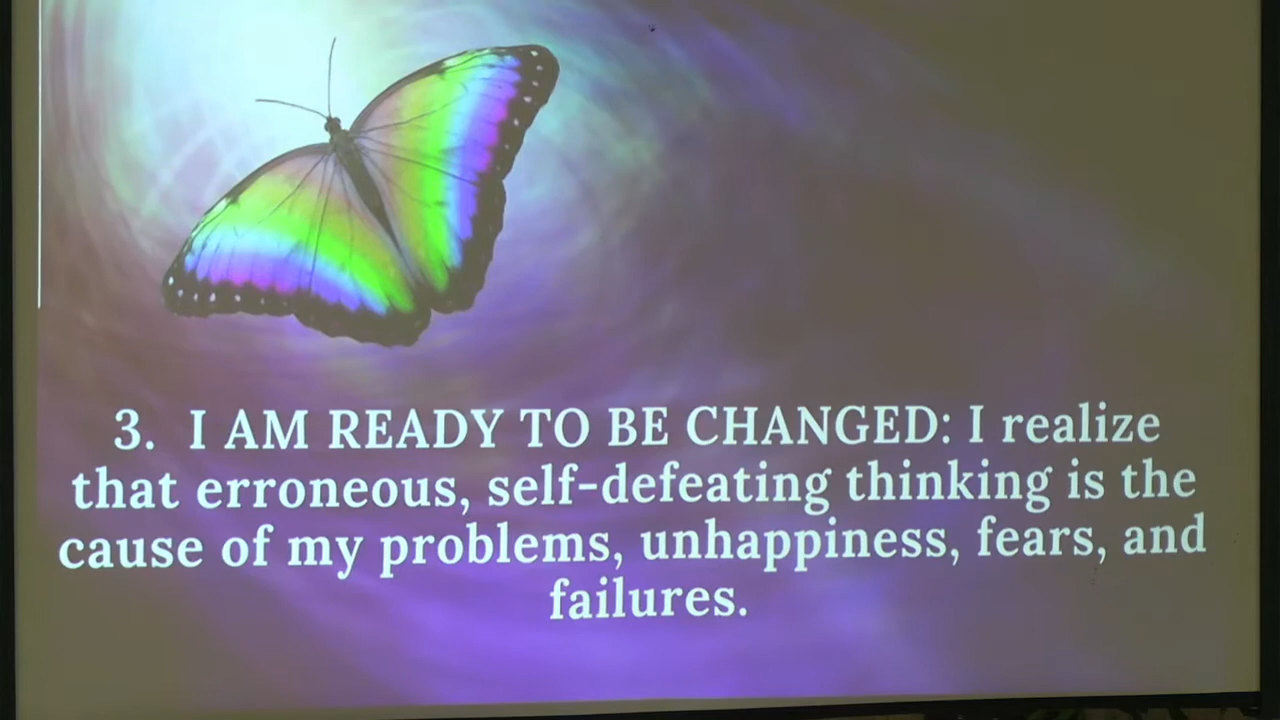 3. I AM READY TO BE CHANGED: I realize
that erroneous, self-defeating thinking is the
cause of my problems, unhappiness, fears, and
failures.